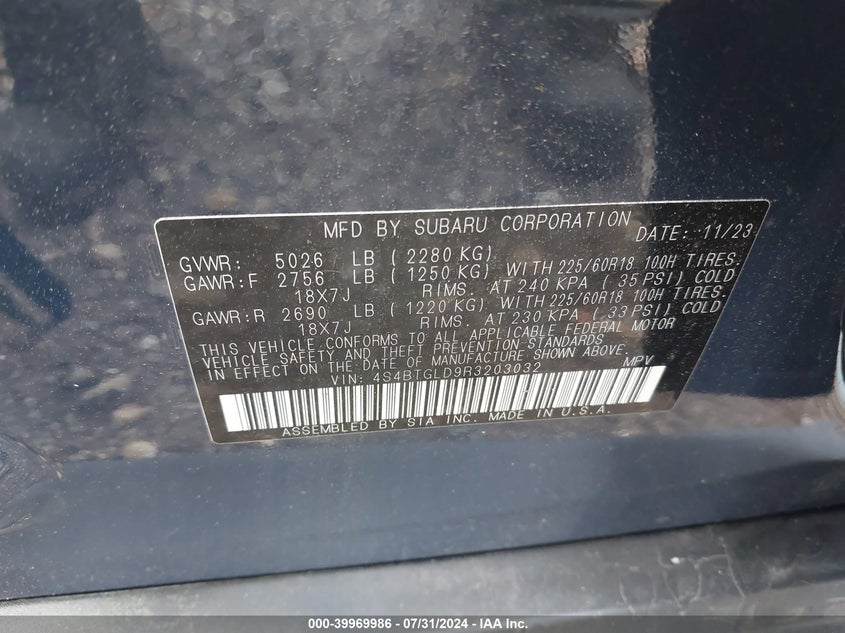 MFD BY SUBARU CORPORATION DATE: 11/23
GVWR: 5026 LB (2280 KG)
GAWR:F 2756 LB (1250 KG) WITH 225/60R18 100H TIRES.
18X7J RIMS. AT 240 KPA ( 35 PSI) COLD
GAWR:R 2690 LB (1220 KG) WITH 225/60R18 100H TIRES.
18X7J RIMS. AT 230 KPA ( 33 PSI) COLD
THIS VEHICLE CONFORMS TO ALL APPLICABLE FEDERAL MOTOR
VEHICLE SAFETY AND THEFT PREVENTION STANDARDS
IN EFFECT ON THE DATE OF MANUFACTURE SHOWN ABOVE.
VIN: 4S4BTGLD9R3203032 MPV
ASSEMBLED BY SIA INC. MADE IN U.S.A.
000-39969986 - 07/31/2024 - IAA Inc.